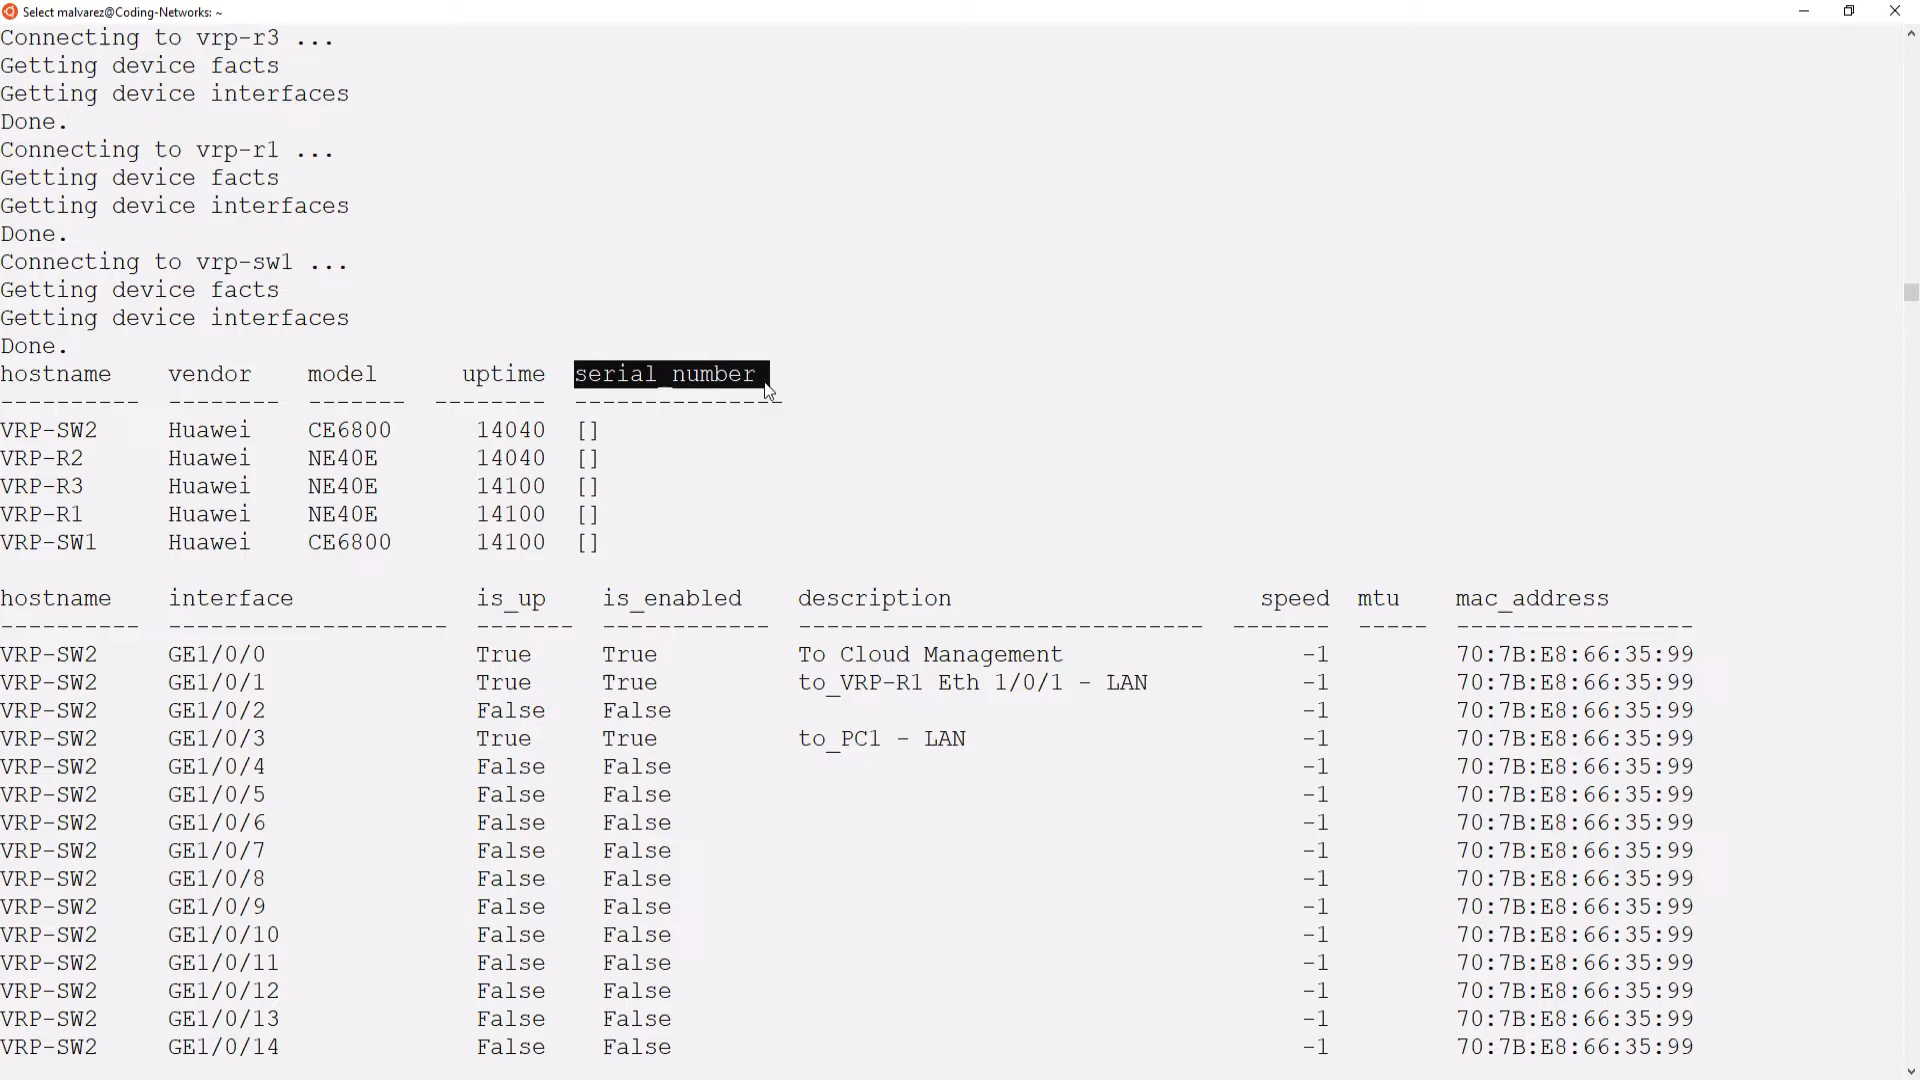 Select malvarez@Coding-Networks: ~
Connecting to vrp-r3 ...
Getting device facts
Getting device interfaces
Done.
Connecting to vrp-r1 ...
Getting device facts
Getting device interfaces
Done.
Connecting to vrp-sw1 ...
Getting device facts
Getting device interfaces
Done.
hostname    vendor    model      uptime  serial_number
----------  --------  -------  --------  ---------------
VRP-SW2     Huawei    CE6800      14040  []
VRP-R2      Huawei    NE40E       14040  []
VRP-R3      Huawei    NE40E       14100  []
VRP-R1      Huawei    NE40E       14100  []
VRP-SW1     Huawei    CE6800      14100  []
hostname    interface             is_up    is_enabled    description                      speed  mtu    mac_address
----------  --------------------  -------  ------------  -----------------------------  -------  -----  -----------------
VRP-SW2     GE1/0/0               True     True          To Cloud Management                 -1         70:7B:E8:66:35:99
VRP-SW2     GE1/0/1               True     True          to_VRP-R1 Eth 1/0/1 - LAN           -1         70:7B:E8:66:35:99
VRP-SW2     GE1/0/2               False    False                                             -1         70:7B:E8:66:35:99
VRP-SW2     GE1/0/3               True     True          to_PC1 - LAN                        -1         70:7B:E8:66:35:99
VRP-SW2     GE1/0/4               False    False                                             -1         70:7B:E8:66:35:99
VRP-SW2     GE1/0/5               False    False                                             -1         70:7B:E8:66:35:99
VRP-SW2     GE1/0/6               False    False                                             -1         70:7B:E8:66:35:99
VRP-SW2     GE1/0/7               False    False                                             -1         70:7B:E8:66:35:99
VRP-SW2     GE1/0/8               False    False                                             -1         70:7B:E8:66:35:99
VRP-SW2     GE1/0/9               False    False                                             -1         70:7B:E8:66:35:99
VRP-SW2     GE1/0/10              False    False                                             -1         70:7B:E8:66:35:99
VRP-SW2     GE1/0/11              False    False                                             -1         70:7B:E8:66:35:99
VRP-SW2     GE1/0/12              False    False                                             -1         70:7B:E8:66:35:99
VRP-SW2     GE1/0/13              False    False                                             -1         70:7B:E8:66:35:99
VRP-SW2     GE1/0/14              False    False                                             -1         70:7B:E8:66:35:99